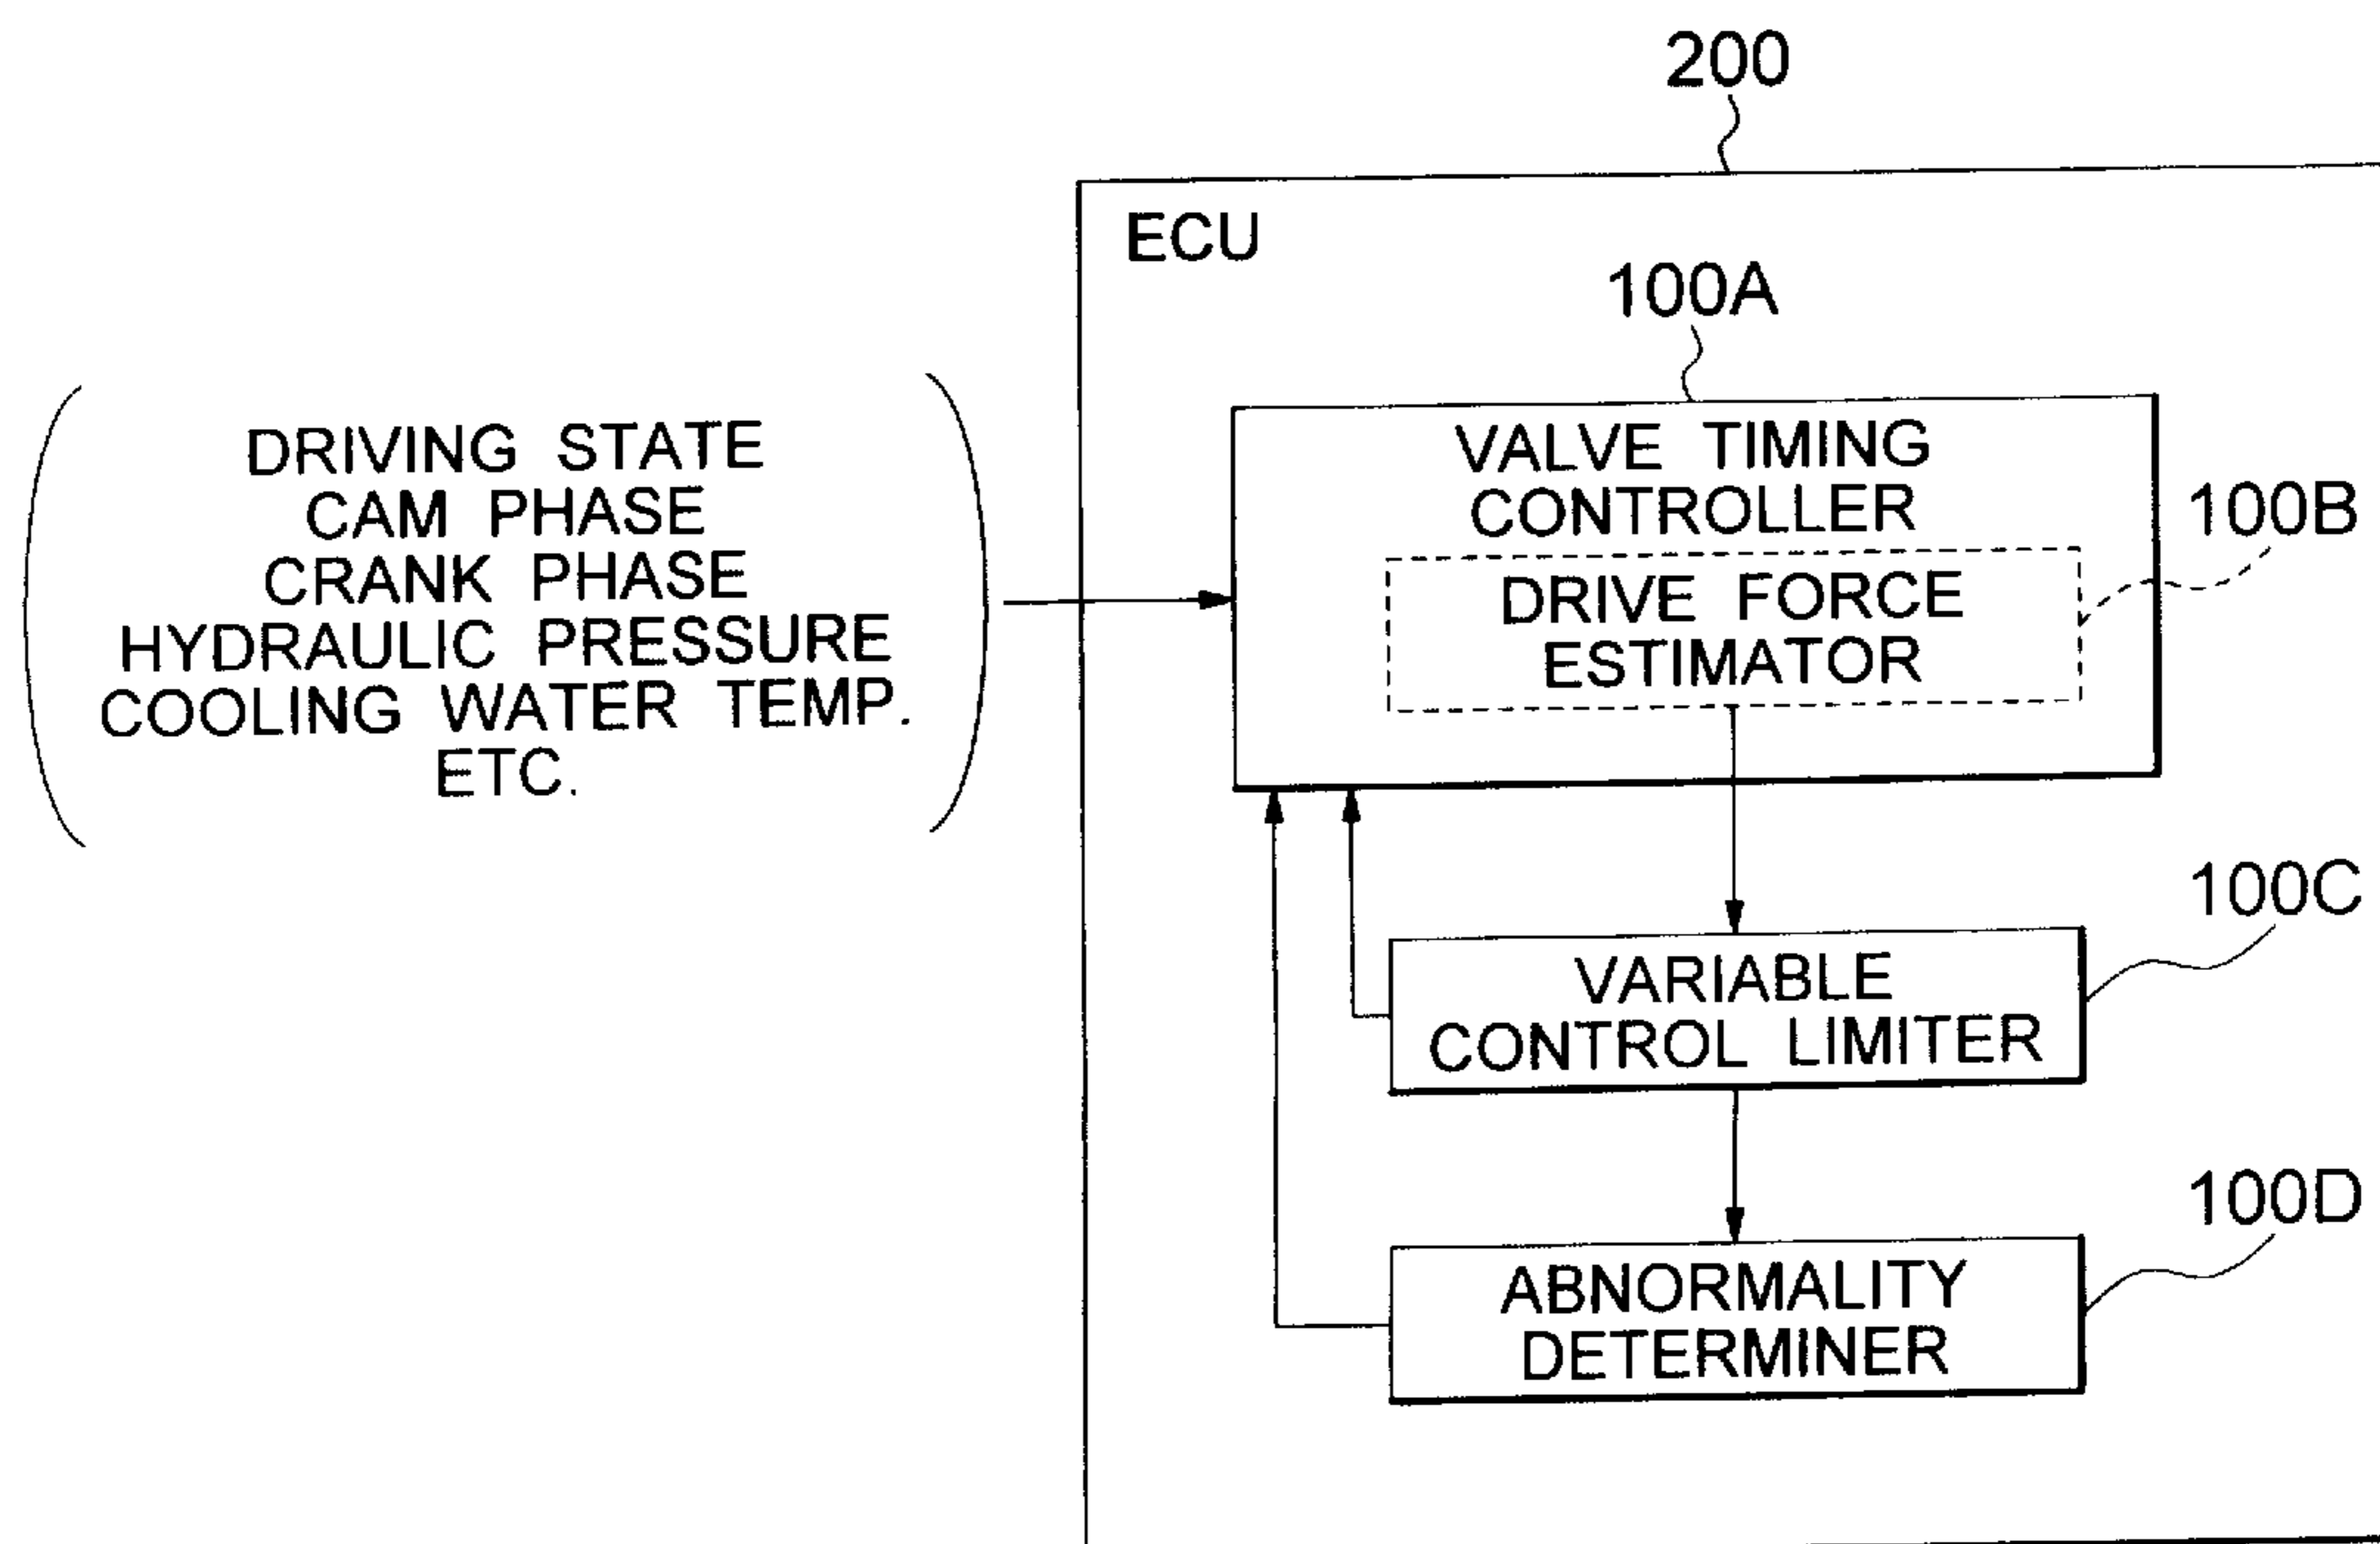 200
ECU
100A
DRIVING STATE
CAM PHASE
CRANK PHASE
HYDRAULIC PRESSURE
COOLING WATER TEMP.
ETC.
VALVE TIMING
CONTROLLER
100B
DRIVE FORCE
ESTIMATOR
100C
VARIABLE
CONTROL LIMITER
100D
ABNORMALITY
DETERMINER